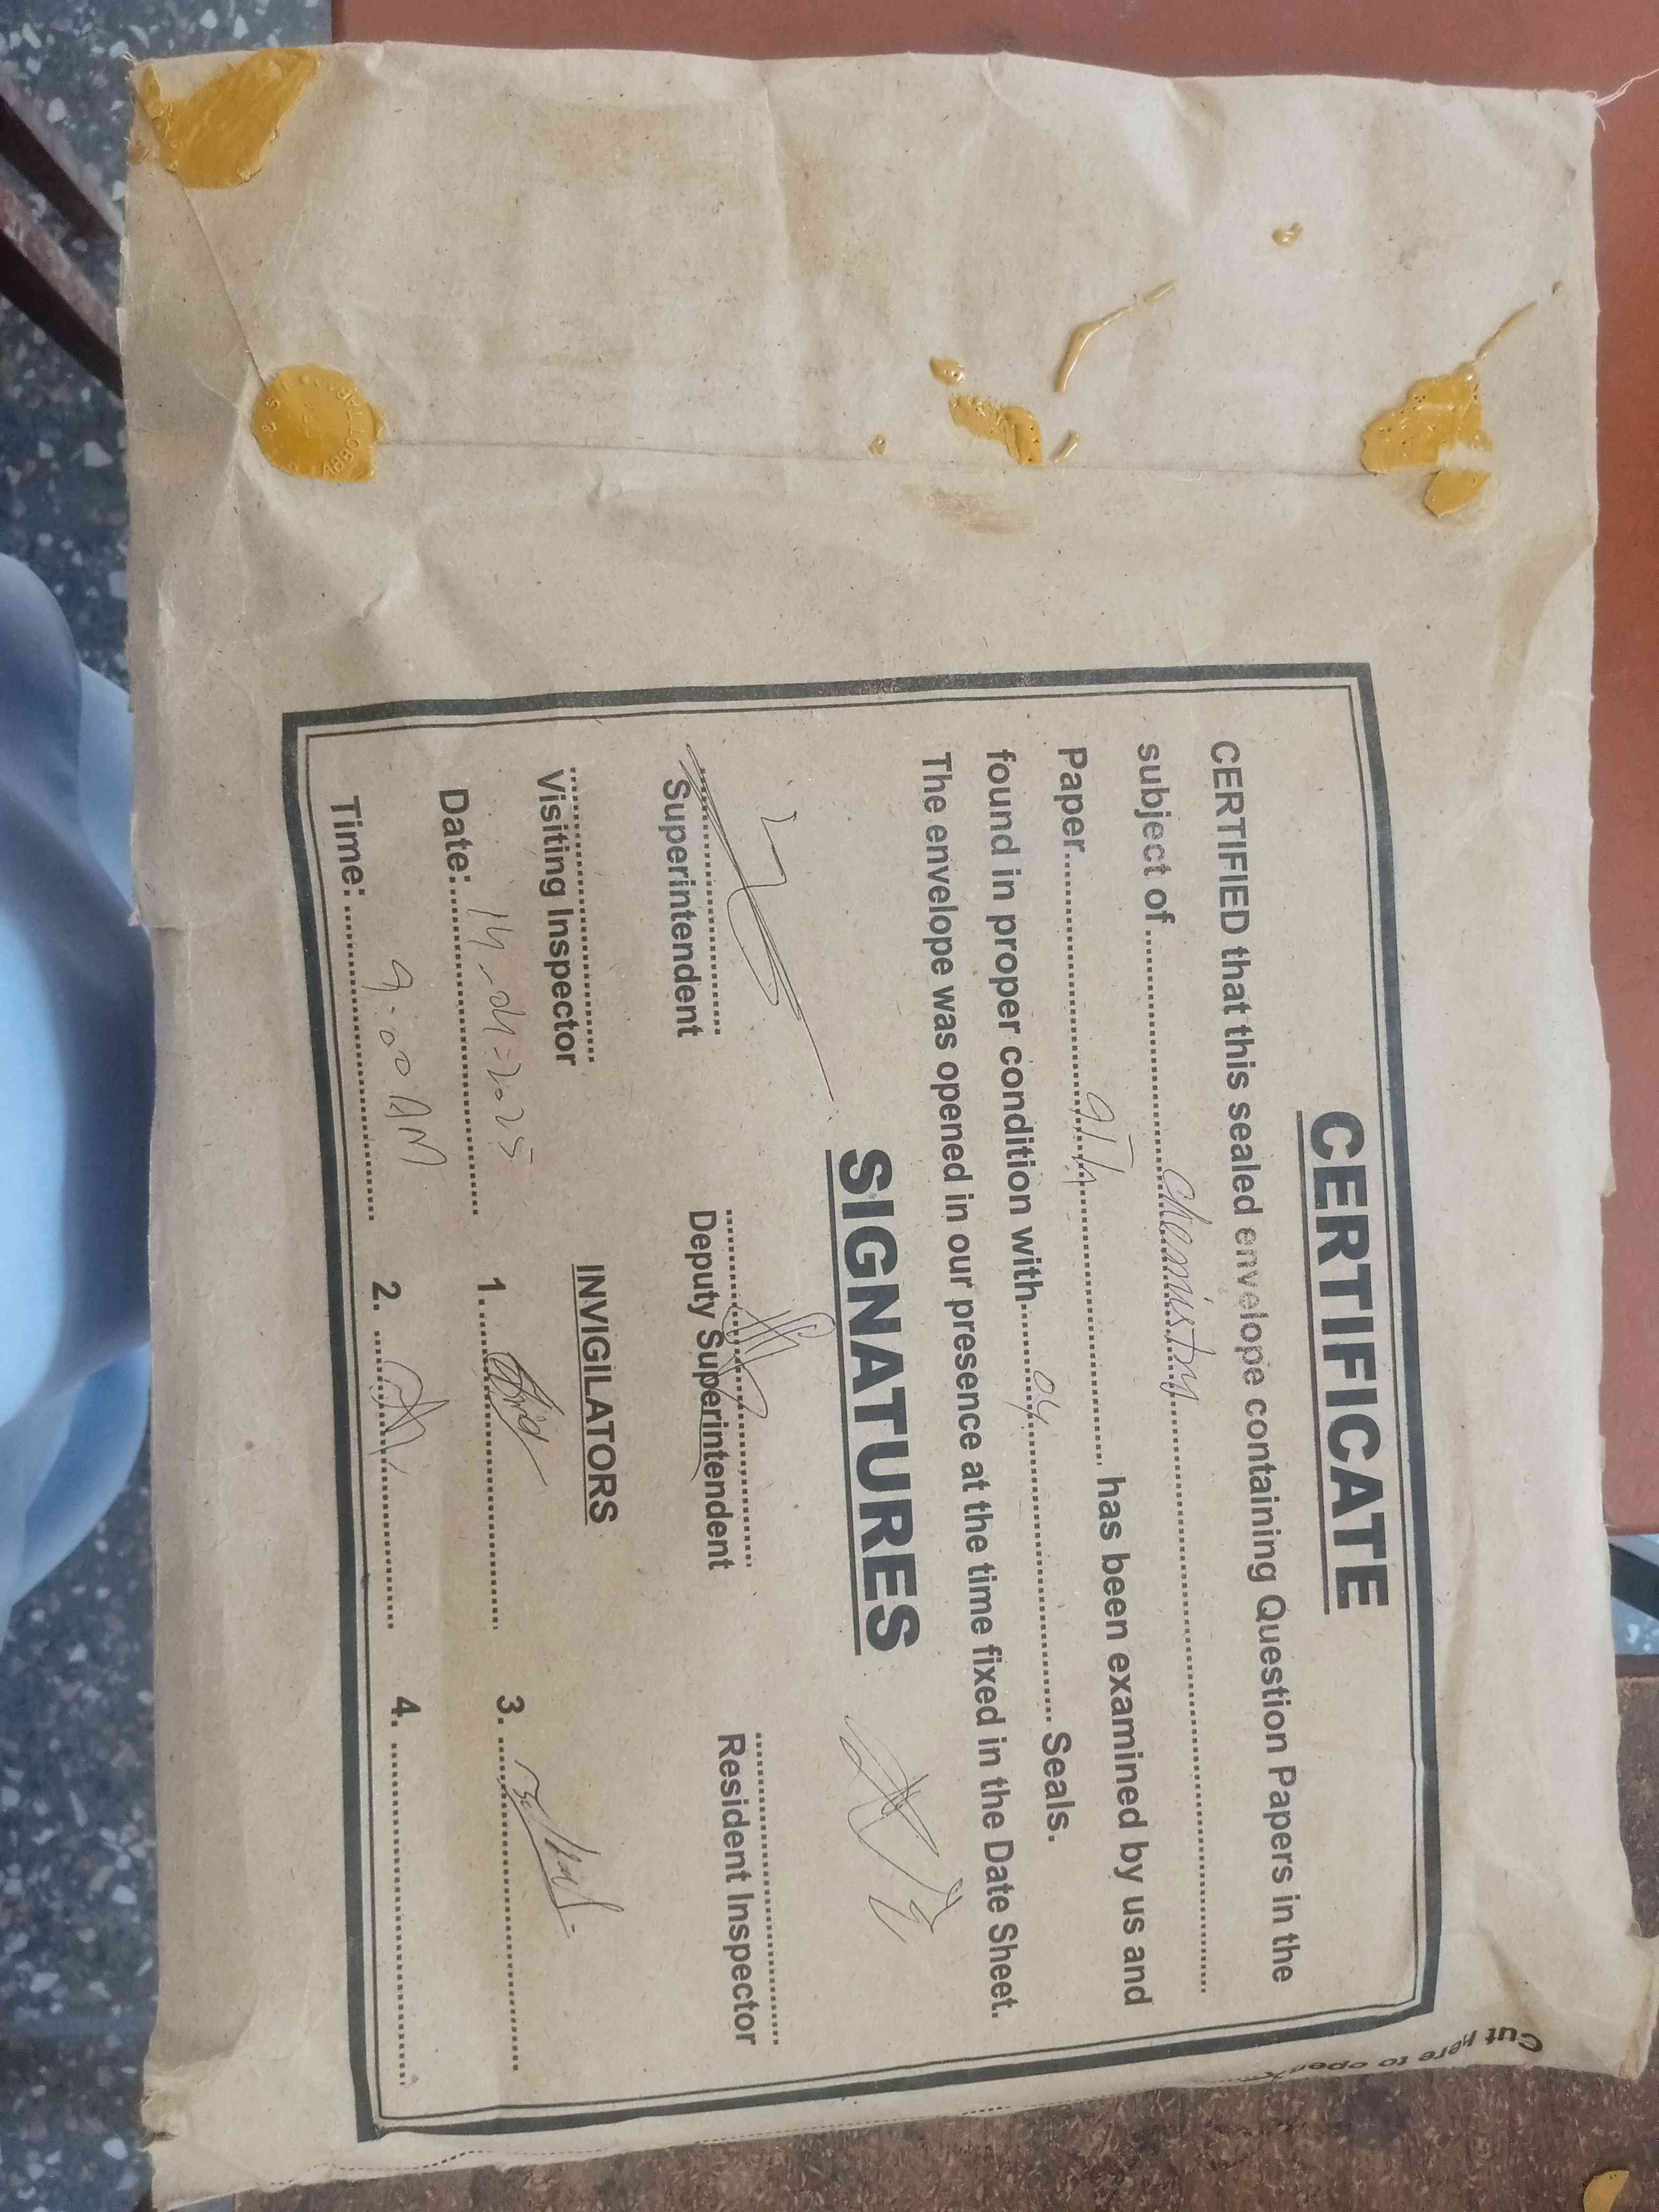 CERTIFICATE
CERTIFIED that this sealed envelope containing Question Papers in the
subject of........Chemistry........
Paper........9th........has been examined by us and
found in proper condition with........04........Seals.
The envelope was opened in our presence at the time fixed in the Date Sheet.
SIGNATURES
Superintendent
Deputy Superintendent
Resident Inspector
Visiting Inspector
INVIGILATORS
Date:........14-04-2025
1.
3.
Time:........9:00 AM
2.
4.
Cut Here to open